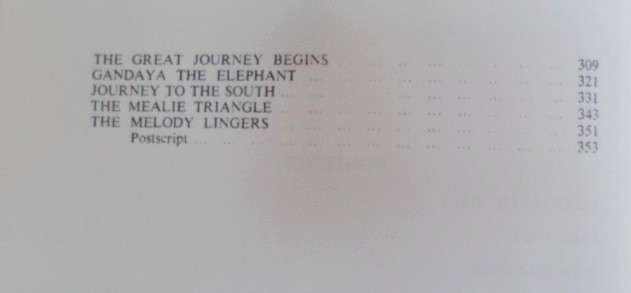 THE GREAT JOURNEY BEGINS 309
GANDAYA THE ELEPHANT ... 321
JOURNEY TO THE SOUTH ... 331
THE MEALIE TRIANGLE ... 343
THE MELODY LINGERS ... 351
Postscript ... 353